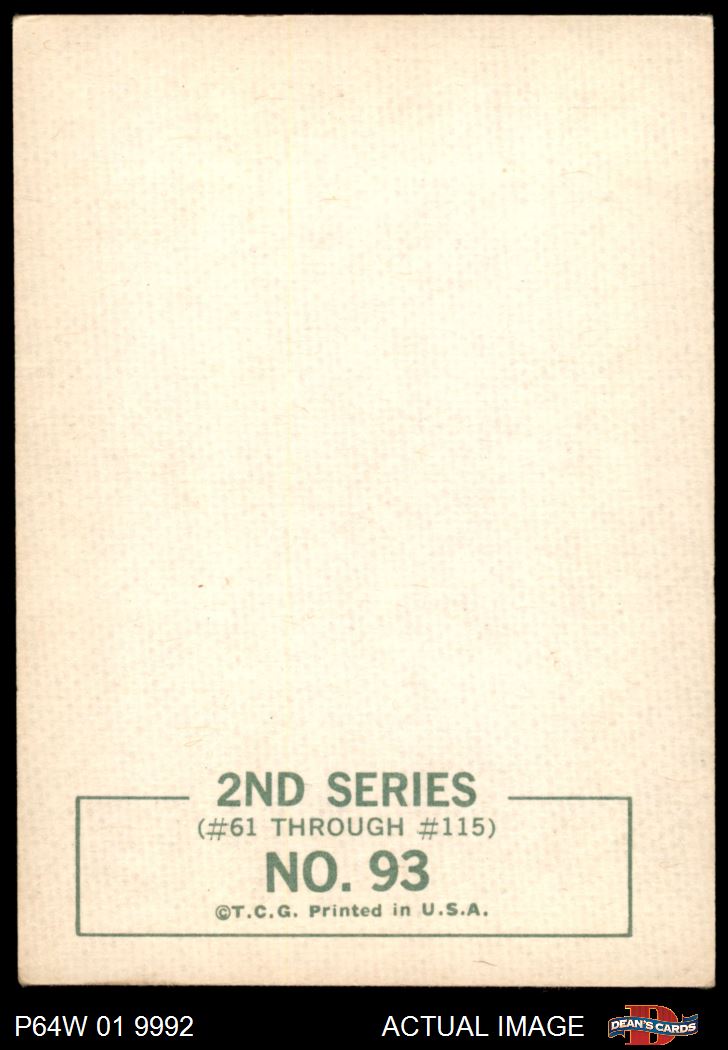 2ND SERIES
(#61 THROUGH #115)
NO. 93
©T.C.G. Printed in U.S.A.
P64W 01 9992
ACTUAL IMAGE
D
DEAN'S CARDS